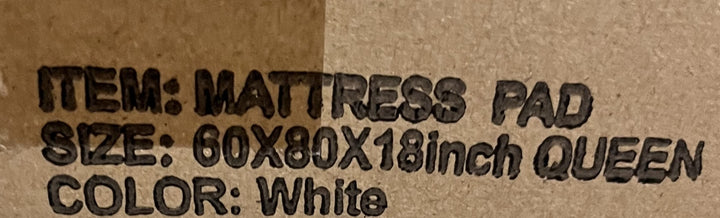 ITEM: MATTRESS PAD
SIZE: 60X80X18inch QUEEN
COLOR: White